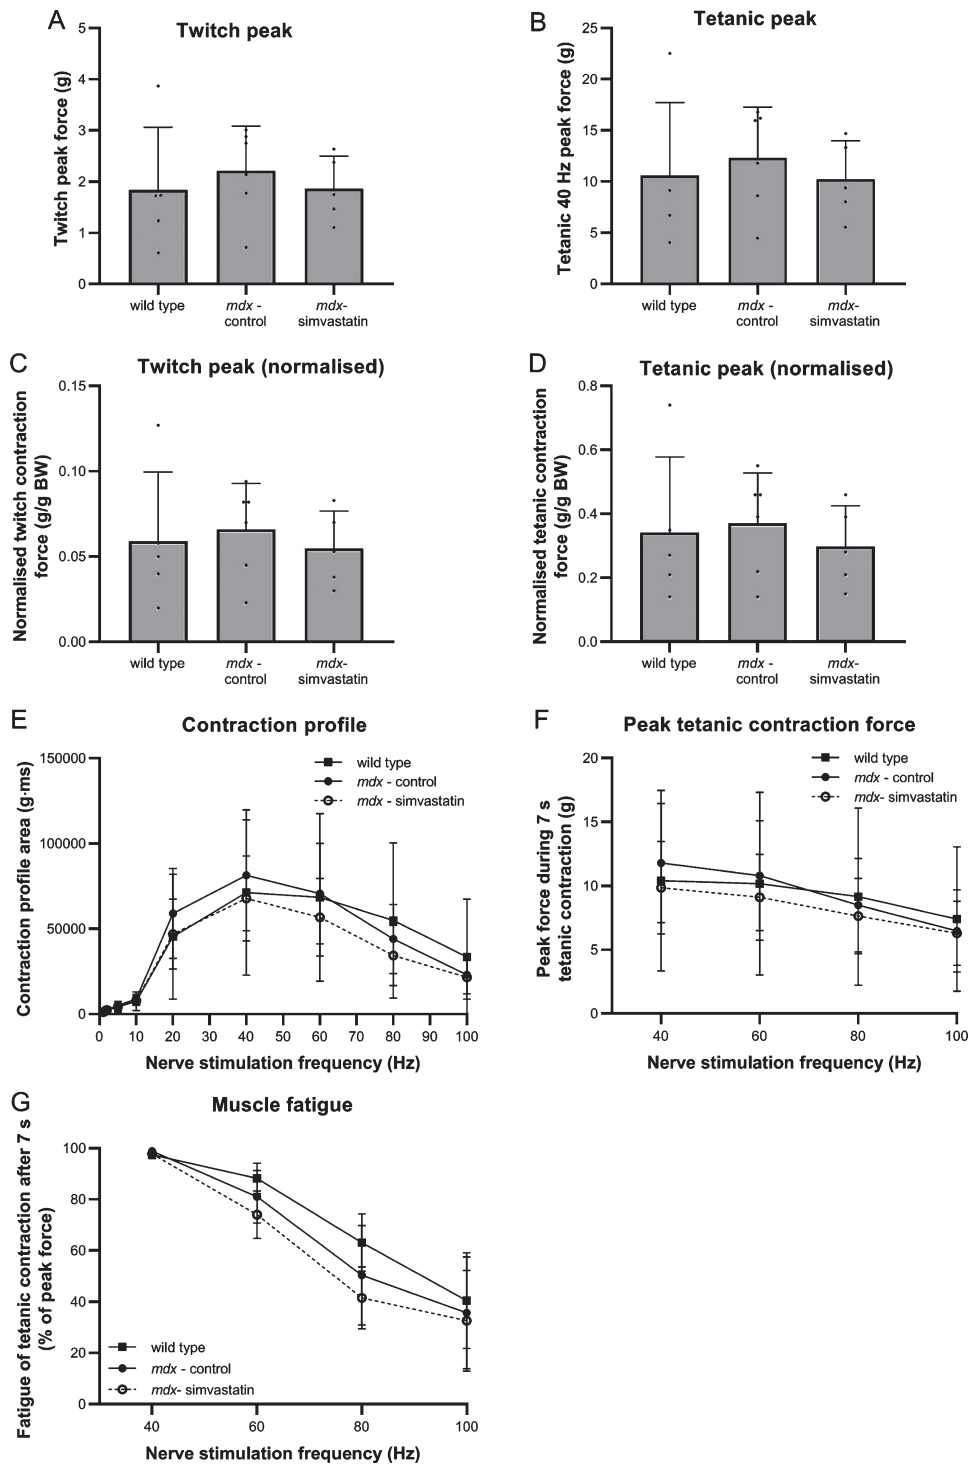 A
Twitch peak
Twitch peak force (g)
5
4
3
2
1
0
wild type
mdx -
control
mdx-
simvastatin
B
Tetanic peak
Tetanic 40 Hz peak force (g)
25
20
15
10
5
0
wild type
mdx -
control
mdx-
simvastatin
C
Twitch peak (normalised)
Normalised twitch contraction
force (g/g BW)
0.15
0.10
0.05
0.00
wild type
mdx -
control
mdx-
simvastatin
D
Tetanic peak (normalised)
Normalised tetanic contraction
force (g/g BW)
0.8
0.6
0.4
0.2
0.0
wild type
mdx -
control
mdx-
simvastatin
E
Contraction profile
Contraction profile area (g·ms)
150000
100000
50000
0
wild type
mdx - control
mdx - simvastatin
0 10 20 30 40 50 60 70 80 90 100
Nerve stimulation frequency (Hz)
F
Peak tetanic contraction force
Peak force during 7 s
tetanic contraction (g)
20
15
10
5
0
wild type
mdx - control
mdx- simvastatin
40 60 80 100
Nerve stimulation frequency (Hz)
G
Muscle fatigue
Fatigue of tetanic contraction after 7 s
(% of peak force)
100
80
60
40
20
0
wild type
mdx - control
mdx- simvastatin
40 60 80 100
Nerve stimulation frequency (Hz)